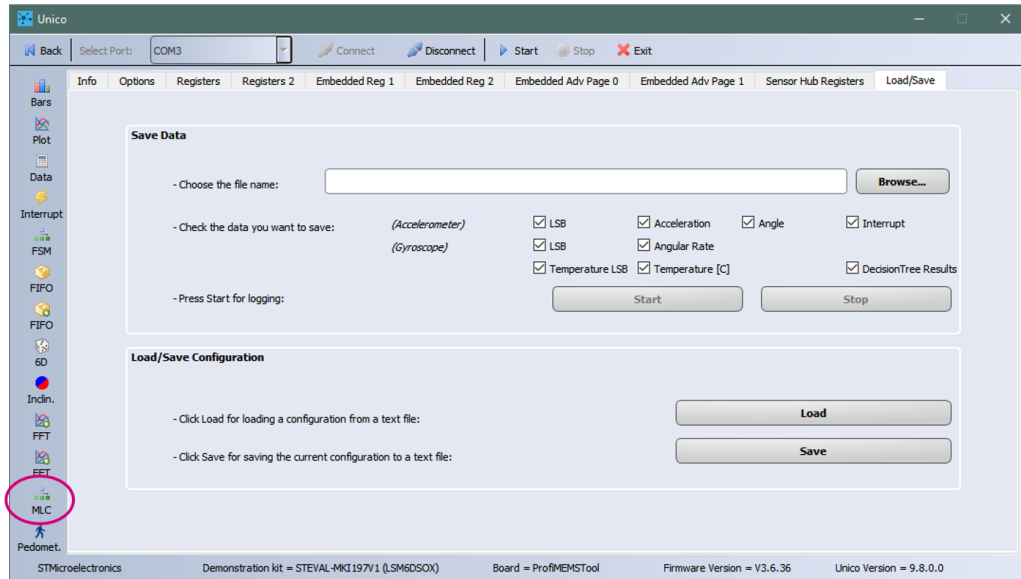 Unico
Back Select Port: COM3 Connect Disconnect Start Stop Exit
Info Options Registers Registers 2 Embedded Reg 1 Embedded Reg 2 Embedded Adv Page 0 Embedded Adv Page 1 Sensor Hub Registers Load/Save
Bars
Plot
Data
Interrupt
FSM
FIFO
FIFO
6D
Inclin.
FFT
FFT
MLC
Pedomet.
Save Data
- Choose the file name: Browse...
- Check the data you want to save: (Accelerometer) LSB Acceleration Angle Interrupt
(Gyroscope) LSB Angular Rate
Temperature LSB Temperature [C] DecisionTree Results
- Press Start for logging: Start Stop
Load/Save Configuration
- Click Load for loading a configuration from a text file: Load
- Click Save for saving the current configuration to a text file: Save
STMicroelectronics Demonstration kit = STEVAL-MKI197V1 (LSM6DSOX) Board = ProfiMEMSTool Firmware Version = V3.6.36 Unico Version = 9.8.0.0